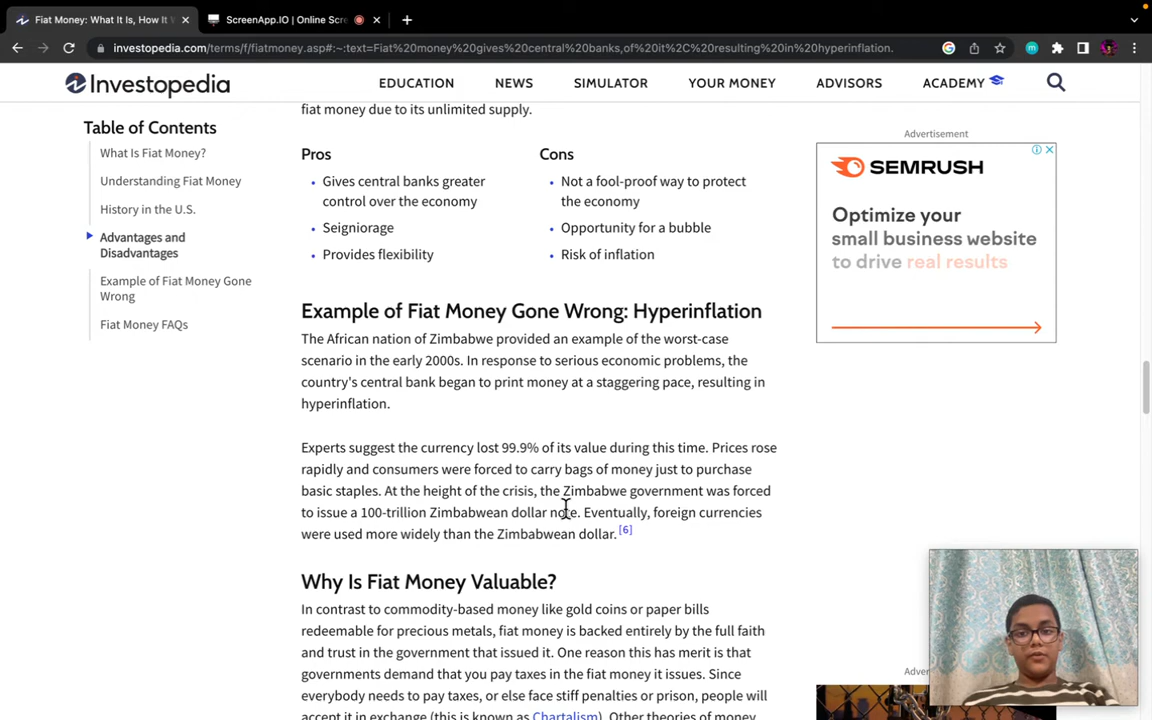 Fiat Money: What It Is, How It W
ScreenApp.IO | Online Scre
investopedia.com/terms/f/fiatmoney.asp#:~:text=Fiat%20money%20gives%20central%20banks,of%20it%2C%20resulting%20in%20hyperinflation.
Investopedia
EDUCATION
NEWS
SIMULATOR
YOUR MONEY
ADVISORS
ACADEMY
Table of Contents
What Is Fiat Money?
Understanding Fiat Money
History in the U.S.
Advantages and
Disadvantages
Example of Fiat Money Gone
Wrong
Fiat Money FAQs
fiat money due to its unlimited supply.
Pros
Gives central banks greater
control over the economy
Seigniorage
Provides flexibility
Cons
Not a fool-proof way to protect
the economy
Opportunity for a bubble
Risk of inflation
Example of Fiat Money Gone Wrong: Hyperinflation
The African nation of Zimbabwe provided an example of the worst-case
scenario in the early 2000s. In response to serious economic problems, the
country's central bank began to print money at a staggering pace, resulting in
hyperinflation.
Experts suggest the currency lost 99.9% of its value during this time. Prices rose
rapidly and consumers were forced to carry bags of money just to purchase
basic staples. At the height of the crisis, the Zimbabwe government was forced
to issue a 100-trillion Zimbabwean dollar note. Eventually, foreign currencies
were used more widely than the Zimbabwean dollar. [6]
Why Is Fiat Money Valuable?
In contrast to commodity-based money like gold coins or paper bills
redeemable for precious metals, fiat money is backed entirely by the full faith
and trust in the government that issued it. One reason this has merit is that
governments demand that you pay taxes in the fiat money it issues. Since
everybody needs to pay taxes, or else face stiff penalties or prison, people will
accept it in exchange (this is known as Chartalism). Other theories of money
Advertisement
SEMRUSH
Optimize your
small business website
to drive real results
Adver